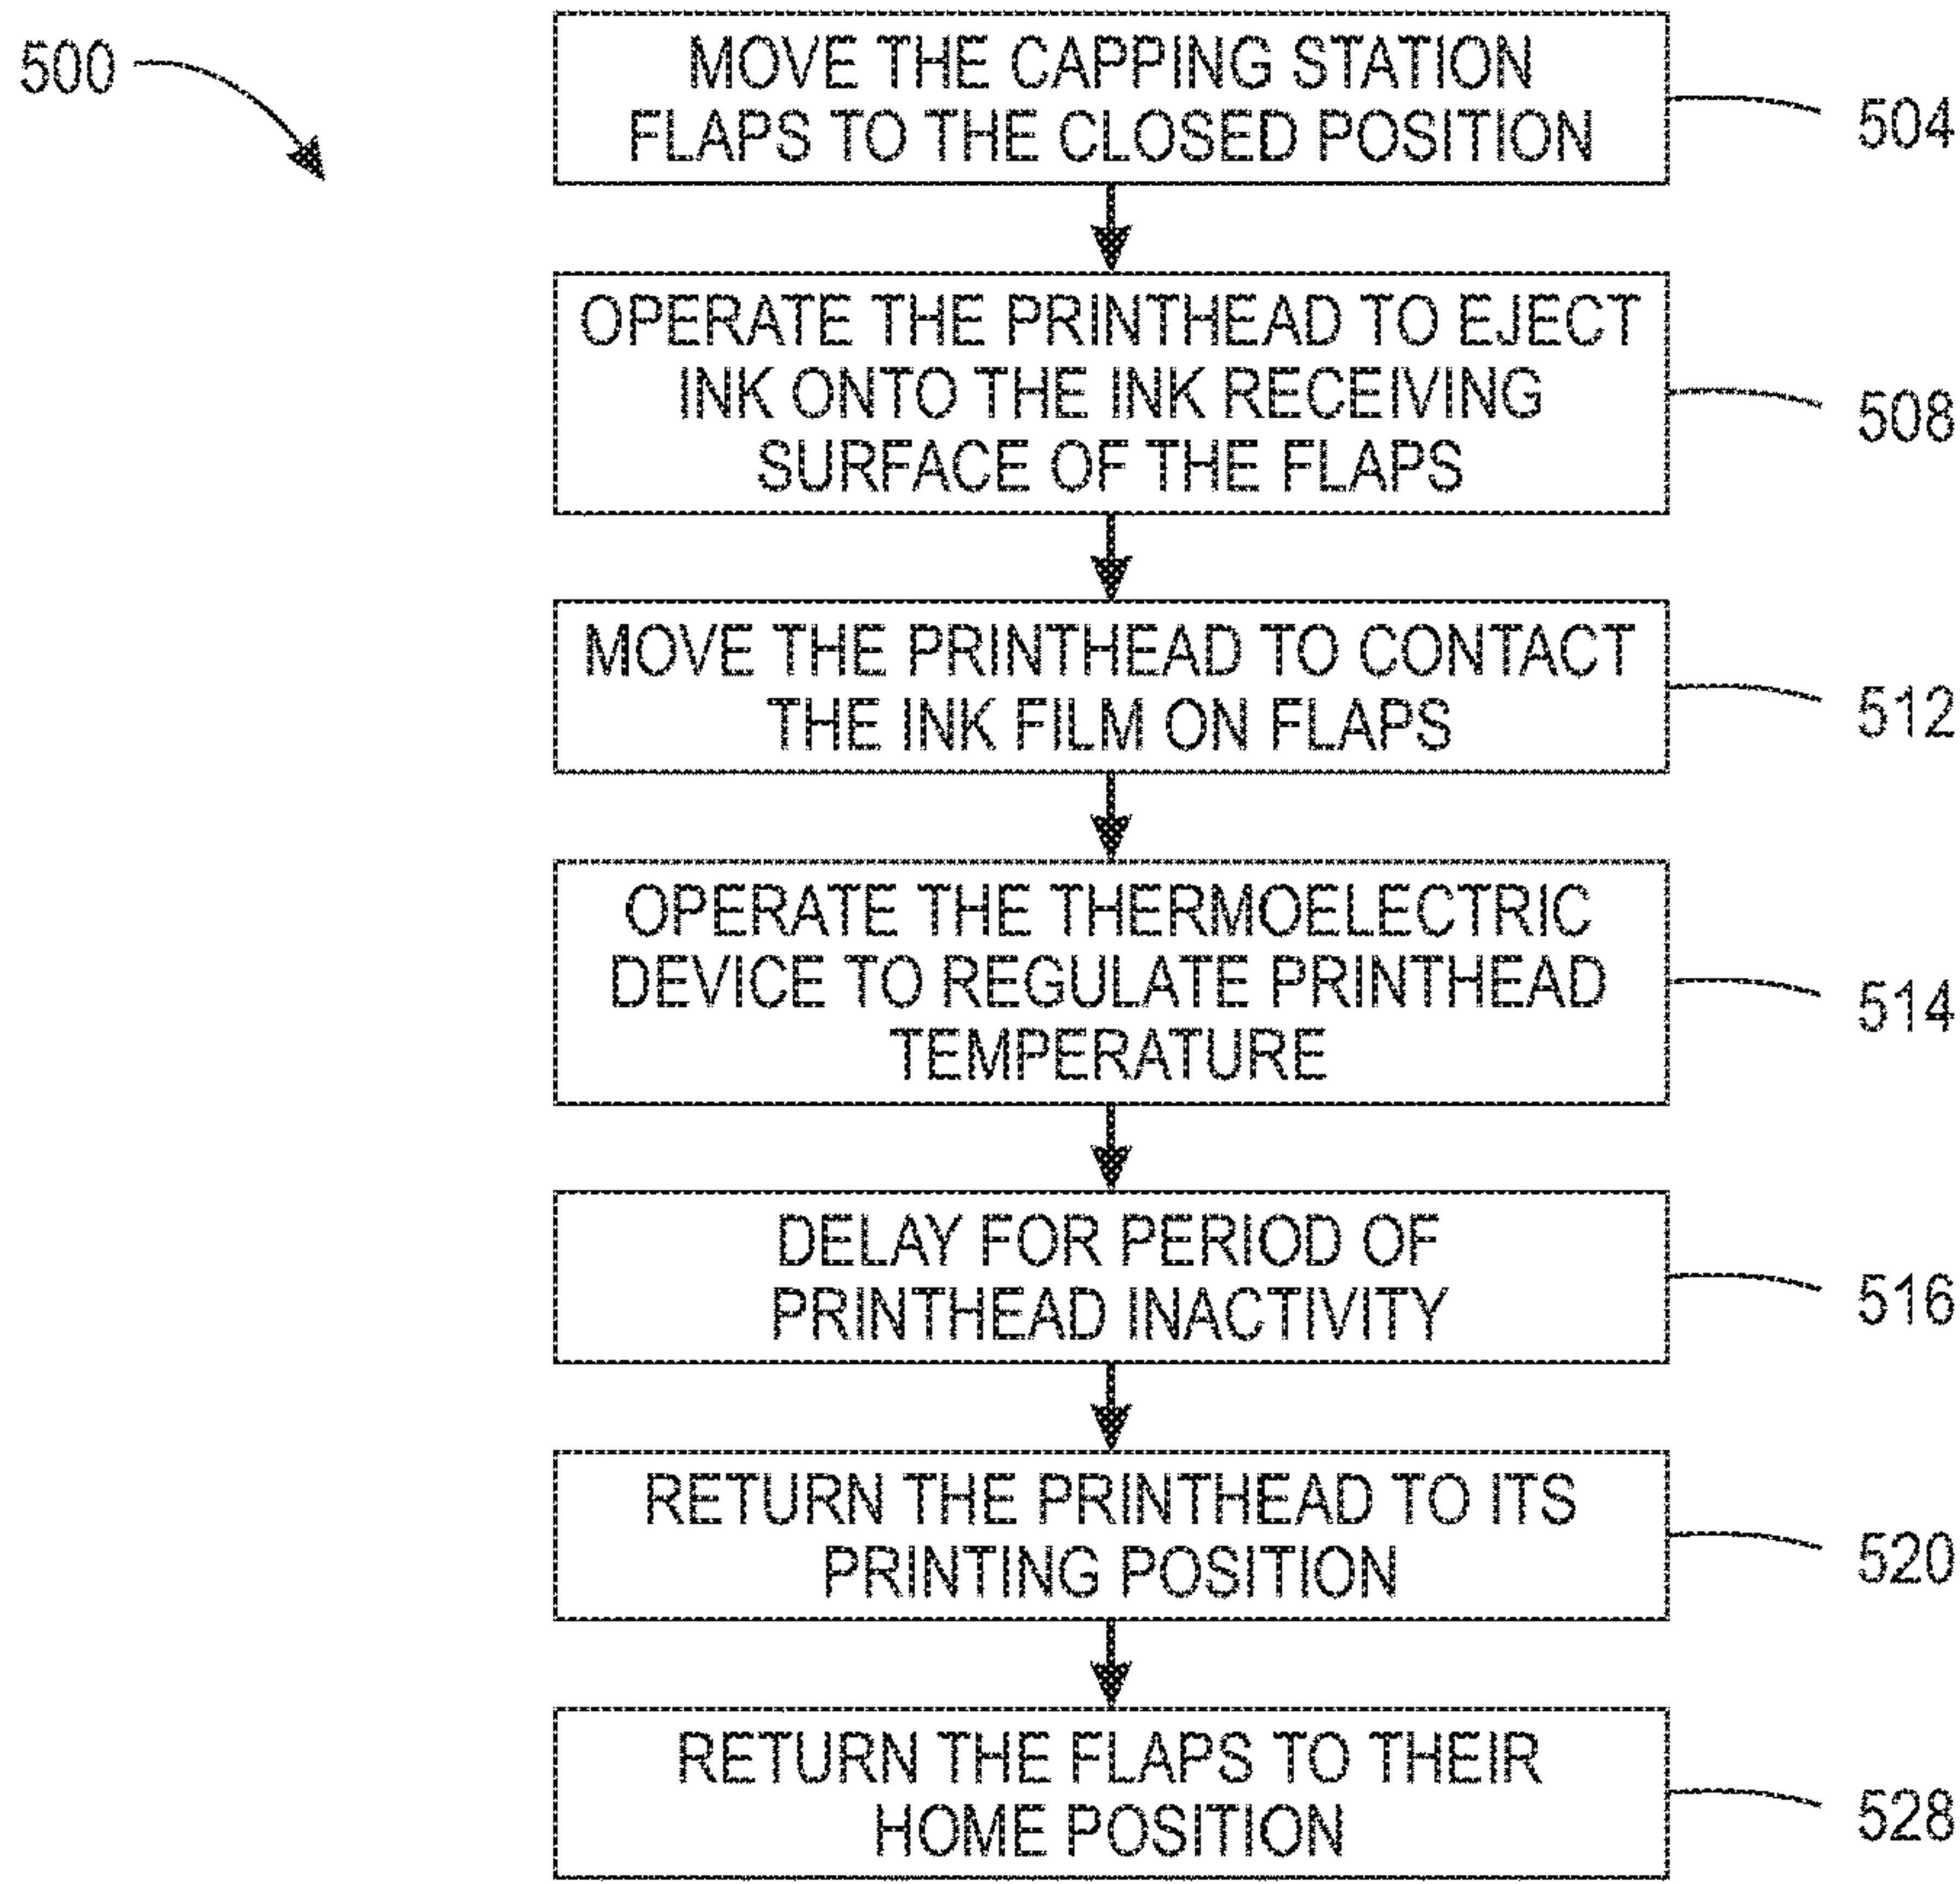 500
MOVE THE CAPPING STATION
FLAPS TO THE CLOSED POSITION
504
OPERATE THE PRINTHEAD TO EJECT
INK ONTO THE INK RECEIVING
SURFACE OF THE FLAPS
508
MOVE THE PRINTHEAD TO CONTACT
THE INK FILM ON FLAPS
512
OPERATE THE THERMOELECTRIC
DEVICE TO REGULATE PRINTHEAD
TEMPERATURE
514
DELAY FOR PERIOD OF
PRINTHEAD INACTIVITY
516
RETURN THE PRINTHEAD TO ITS
PRINTING POSITION
520
RETURN THE FLAPS TO THEIR
HOME POSITION
528